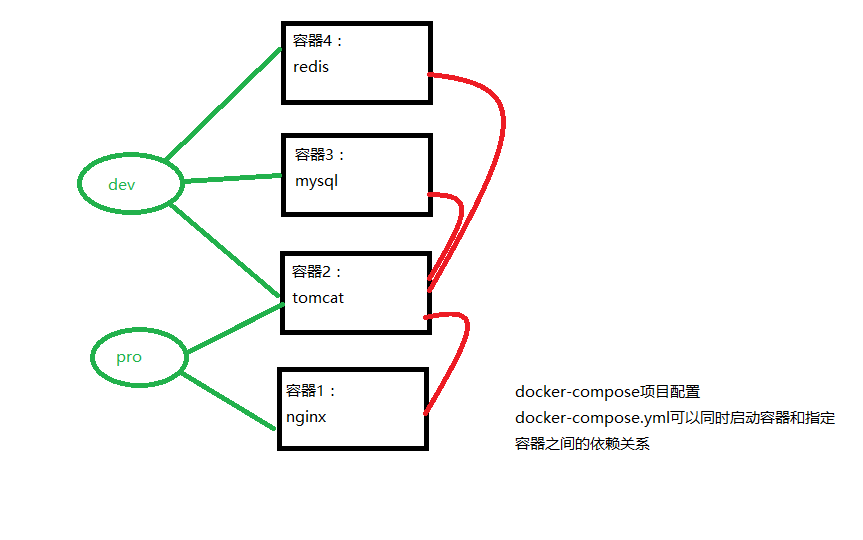 容器4：
redis
容器3：
mysql
dev
容器2：
tomcat
pro
容器1：
nginx
docker-compose项目配置
docker-compose.yml可以同时启动容器和指定
容器之间的依赖关系